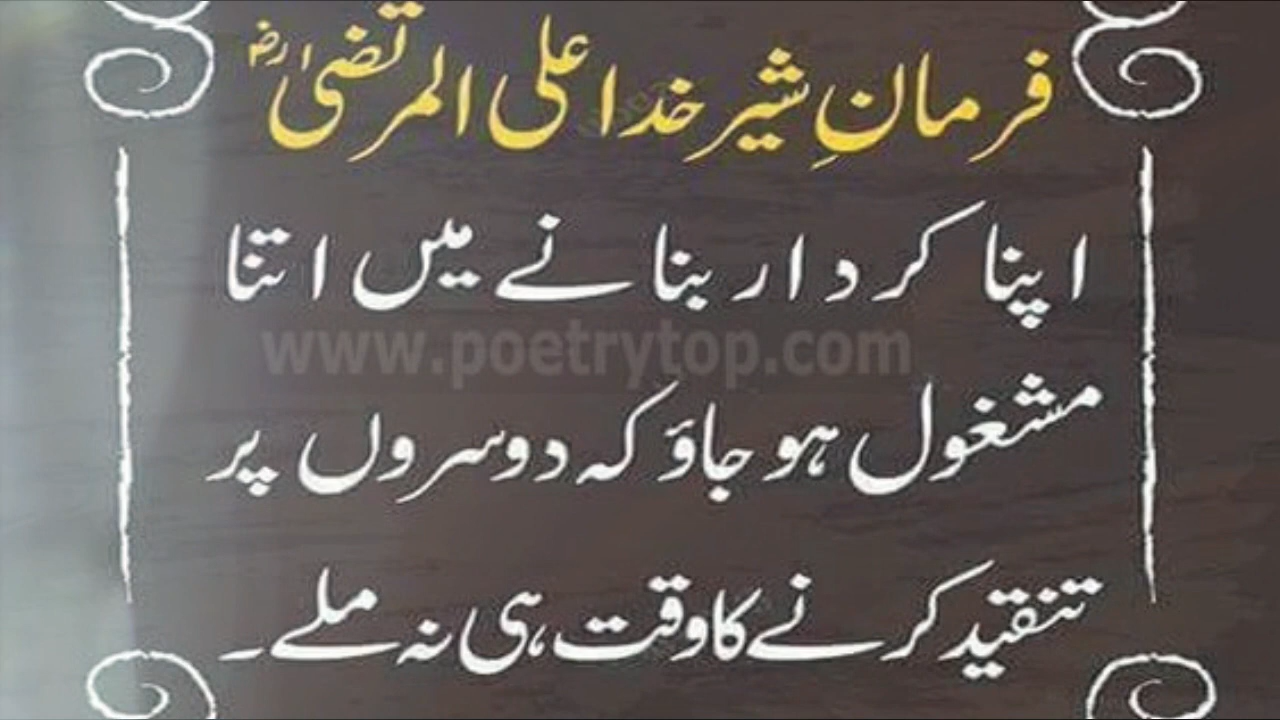 فرمانِ شیر خدا علی المرتضیٰ رض
اپنا کردار بنانے میں اتنا
www.poetrytop.com
مشغول ہو جاؤ کہ دوسروں پر
تنقید کرنے کا وقت ہی نہ ملے۔